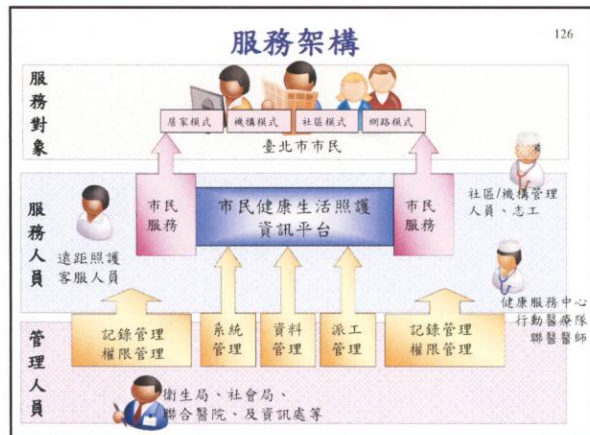 服務架構
126
服務對象
居家模式
機構模式
社區模式
網路模式
臺北市市民
服務人員
市民
服務
市民健康生活照護
資訊平台
市民
服務
社區/機構管理
人員、志工
遠距照護
客服人員
健康服務中心
行動醫療隊
聯醫醫師
管理人員
記錄管理
權限管理
系統
管理
資料
管理
派工
管理
記錄管理
權限管理
衛生局、社會局、
聯合醫院、及資訊處等